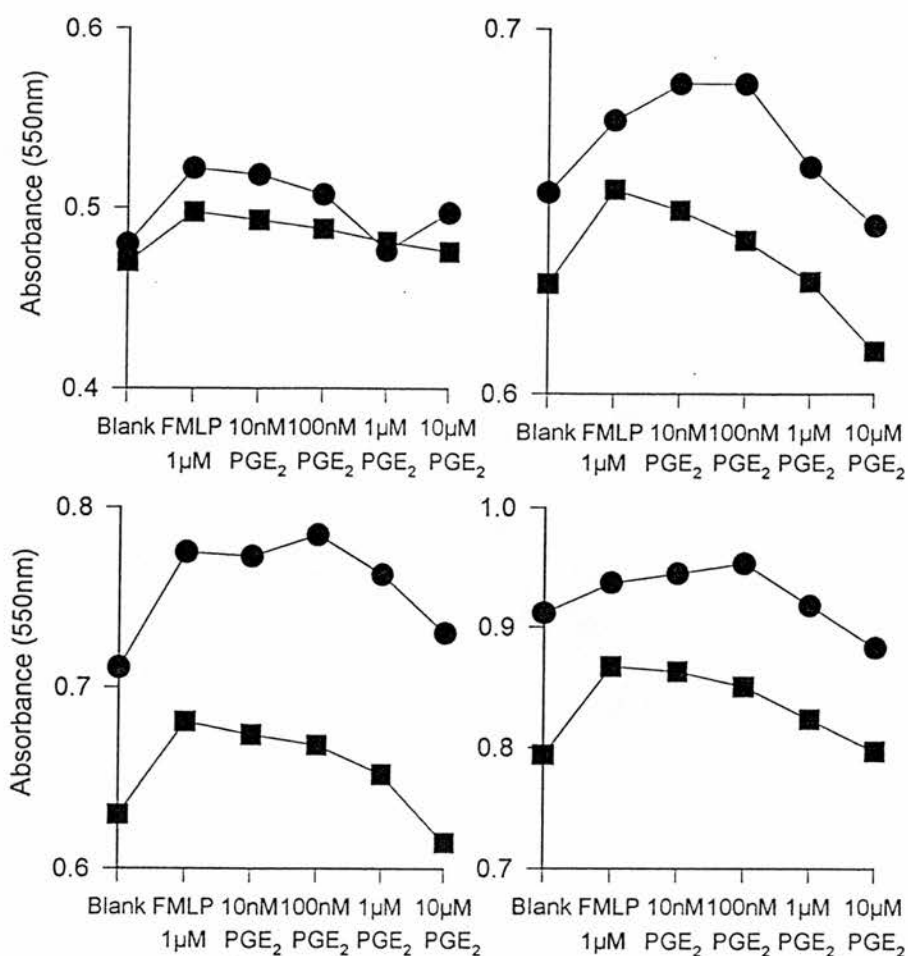 Absorbance (550nm)
0.6
0.5
0.4
Blank FMLP 10nM 100nM 1µM 10µM
1µM PGE₂ PGE₂ PGE₂ PGE₂
0.7
0.6
Blank FMLP 10nM 100nM 1µM 10µM
1µM PGE₂ PGE₂ PGE₂ PGE₂
Absorbance (550nm)
0.8
0.7
0.6
Blank FMLP 10nM 100nM 1µM 10µM
1µM PGE₂ PGE₂ PGE₂ PGE₂
1.0
0.9
0.8
0.7
Blank FMLP 10nM 100nM 1µM 10µM
1µM PGE₂ PGE₂ PGE₂ PGE₂